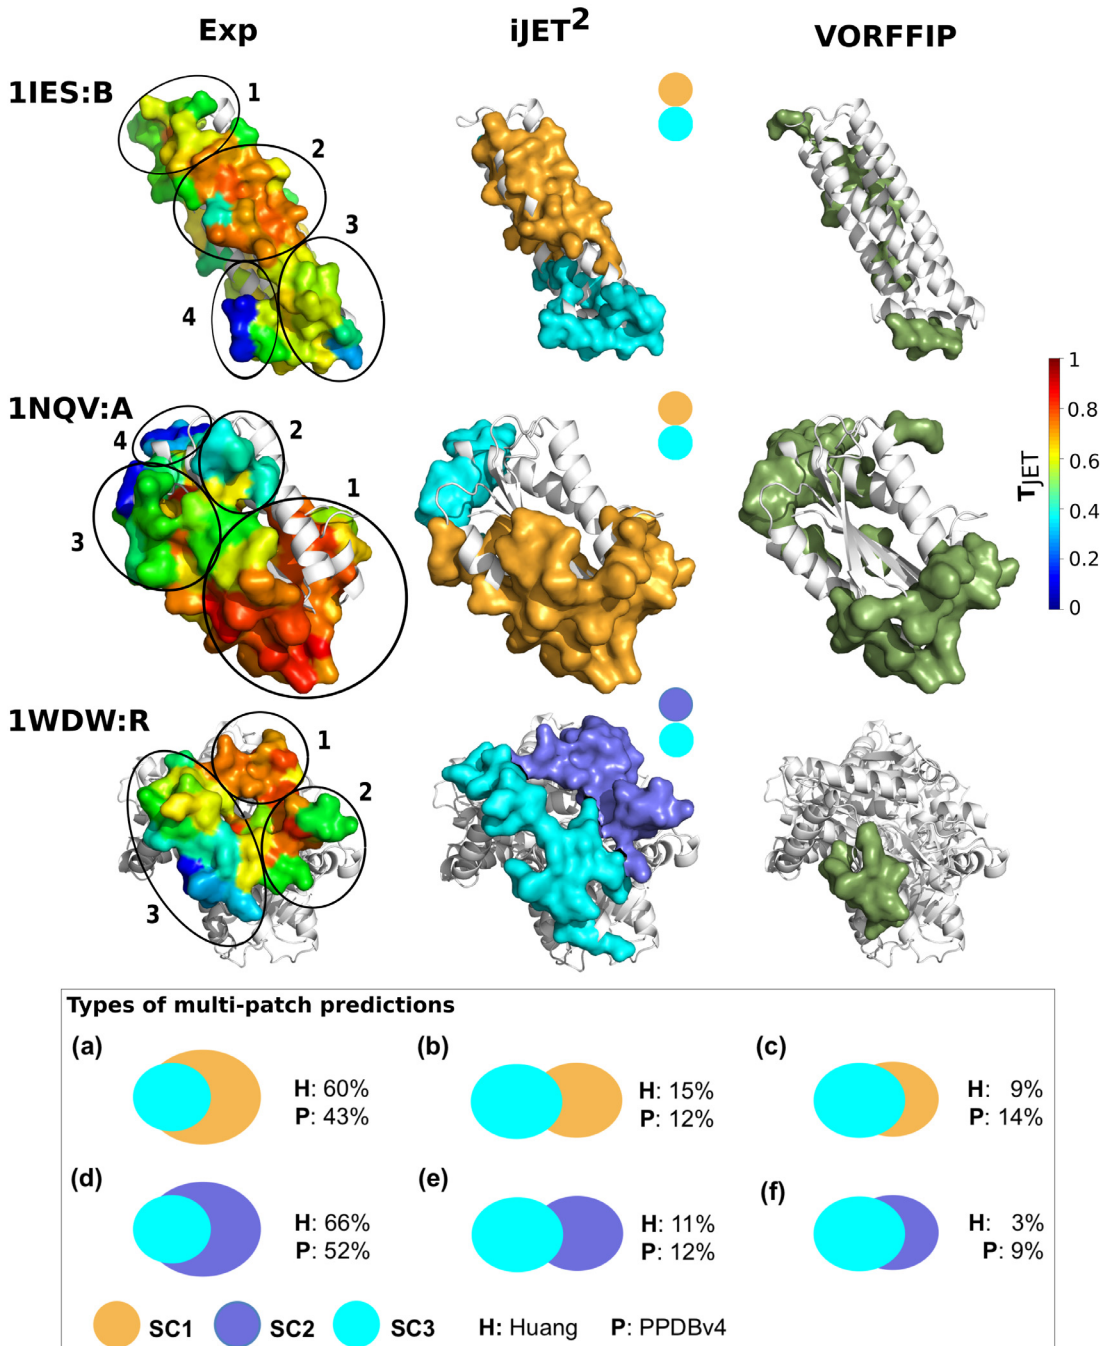 Exp
iJET2
VORFFIP
1IES:B
1
2
3
4
1NQV:A
4
2
1
3
1
0.8
0.6
0.4
0.2
0
TJET
1WDW:R
1
2
3
Types of multi-patch predictions
(a)
H: 60%
P: 43%
(b)
H: 15%
P: 12%
(c)
H: 9%
P: 14%
(d)
H: 66%
P: 52%
(e)
H: 11%
P: 12%
(f)
H: 3%
P: 9%
SC1 SC2 SC3 H: Huang P: PPDBv4